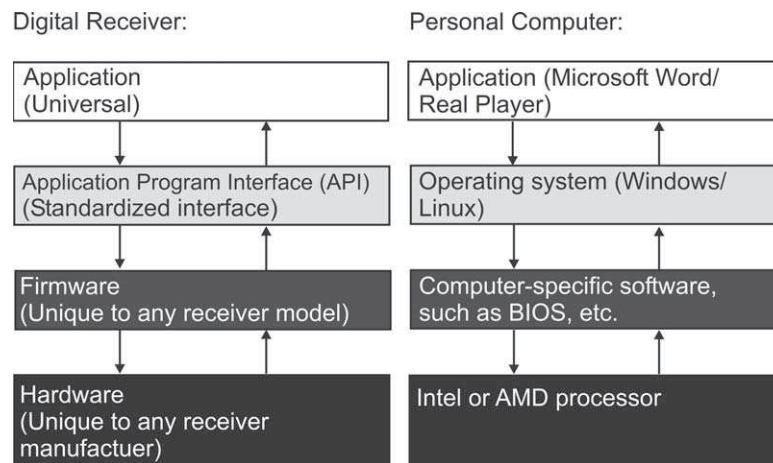 Digital Receiver:
Application
(Universal)
Application Program Interface (API)
(Standardized interface)
Firmware
(Unique to any receiver model)
Hardware
(Unique to any receiver
manufactuer)
Personal Computer:
Application (Microsoft Word/
Real Player)
Operating system (Windows/
Linux)
Computer-specific software,
such as BIOS, etc.
Intel or AMD processor